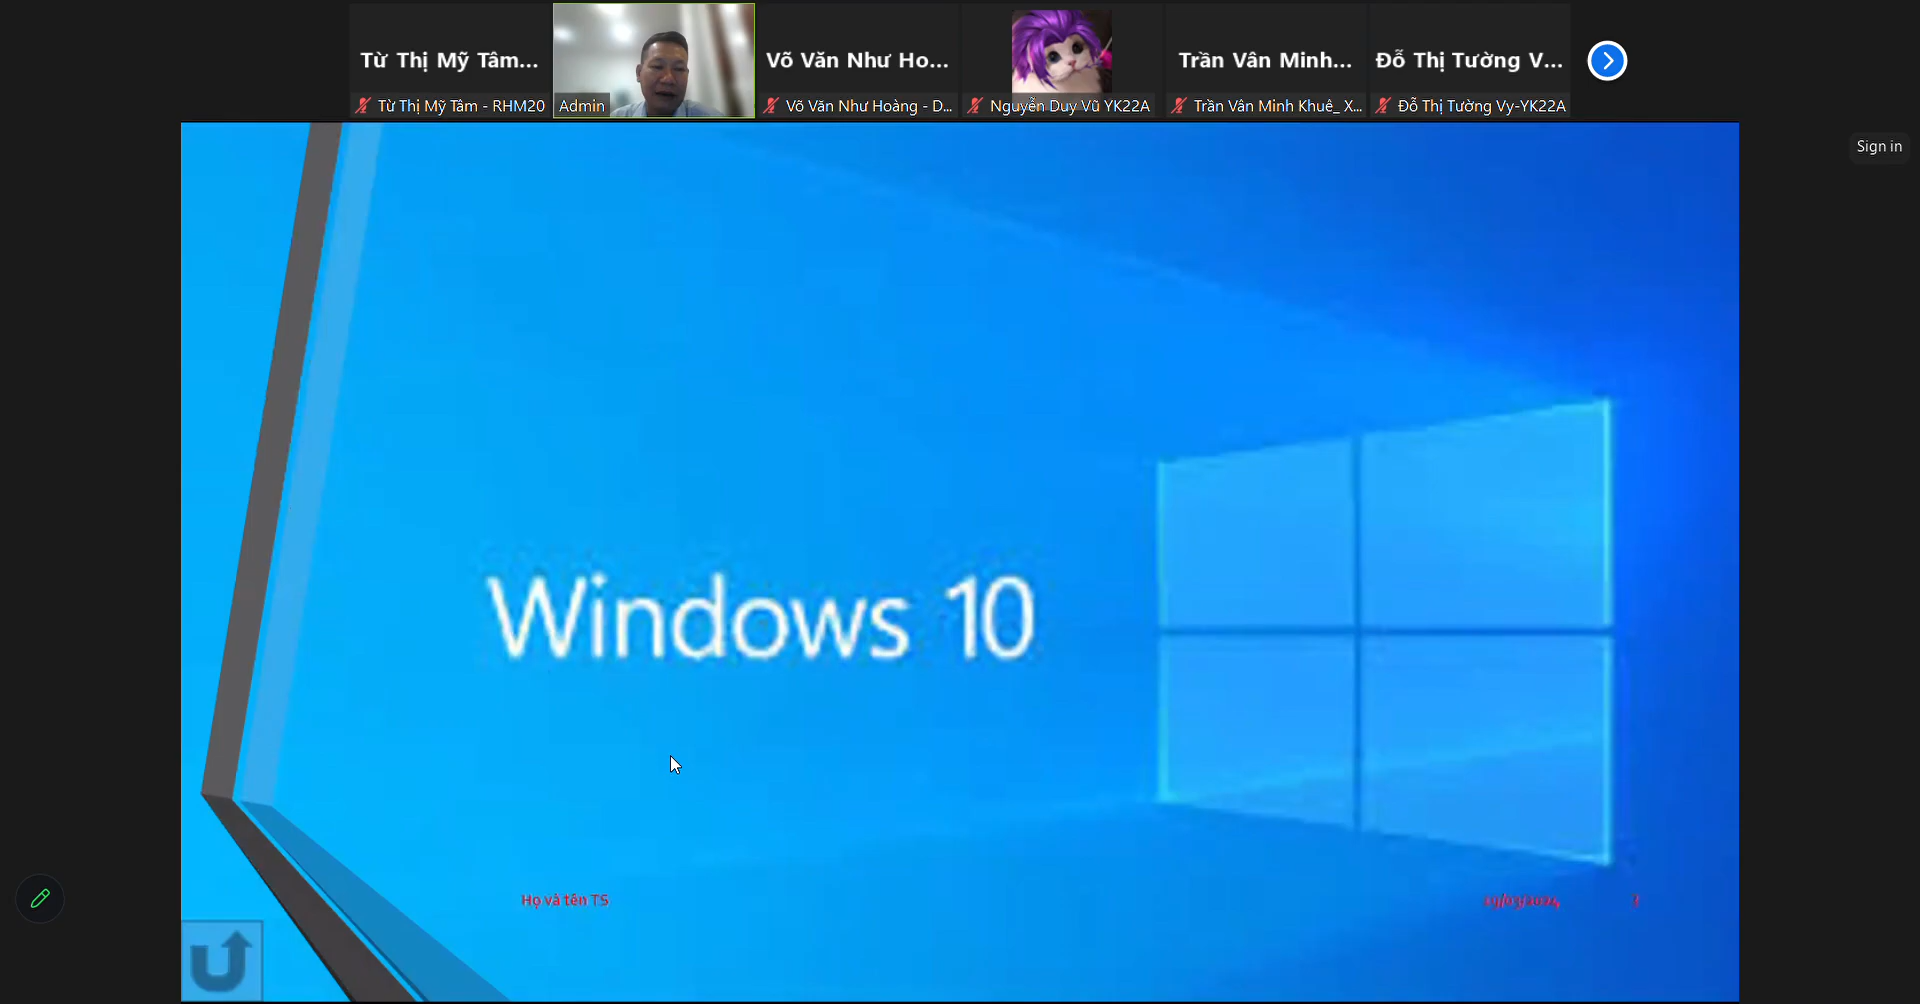 Từ Thị Mỹ Tâm...
Võ Văn Như Ho...
Trần Vân Minh...
Đỗ Thị Tường V...
Từ Thị Mỹ Tâm - RHM20
Admin
Võ Văn Như Hoàng - D...
Nguyễn Duy Vũ YK22A
Trần Vân Minh Khuê_ X...
Đỗ Thị Tường Vy-YK22A
Sign in
Windows 10
Họ và tên TS